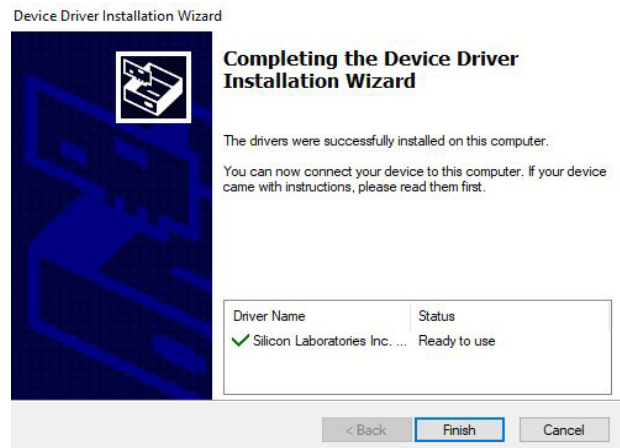 Device Driver Installation Wizard
Completing the Device Driver
Installation Wizard
The drivers were successfully installed on this computer.
You can now connect your device to this computer. If your device
came with instructions, please read them first.
Driver Name Status
Silicon Laboratories Inc. ... Ready to use
< Back Finish Cancel